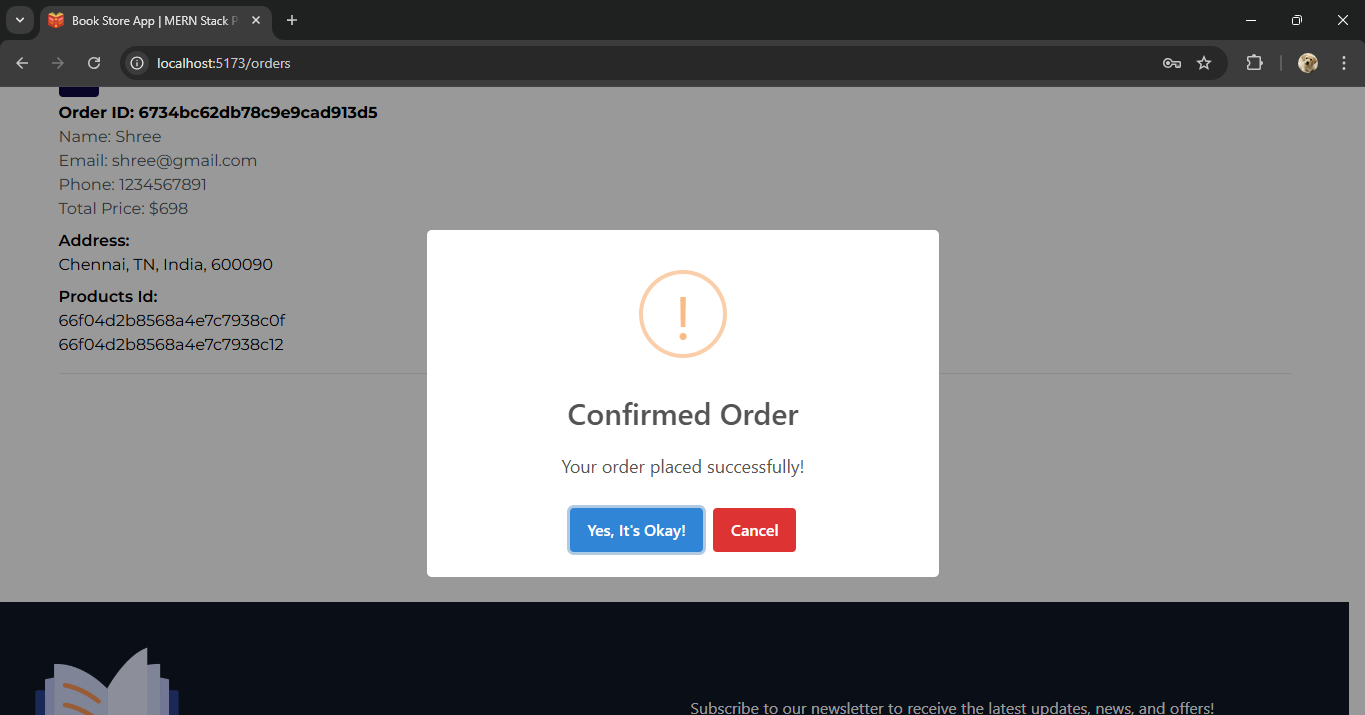 Book Store App | MERN Stack P
localhost:5173/orders
Order ID: 6734bc62db78c9e9cad913d5
Name: Shree
Email: shree@gmail.com
Phone: 1234567891
Total Price: $698
Address:
Chennai, TN, India, 600090
Products Id:
66f04d2b8568a4e7c7938c0f
66f04d2b8568a4e7c7938c12
!
Confirmed Order
Your order placed successfully!
Yes, It's Okay!
Cancel
Subscribe to our newsletter to receive the latest updates, news, and offers!